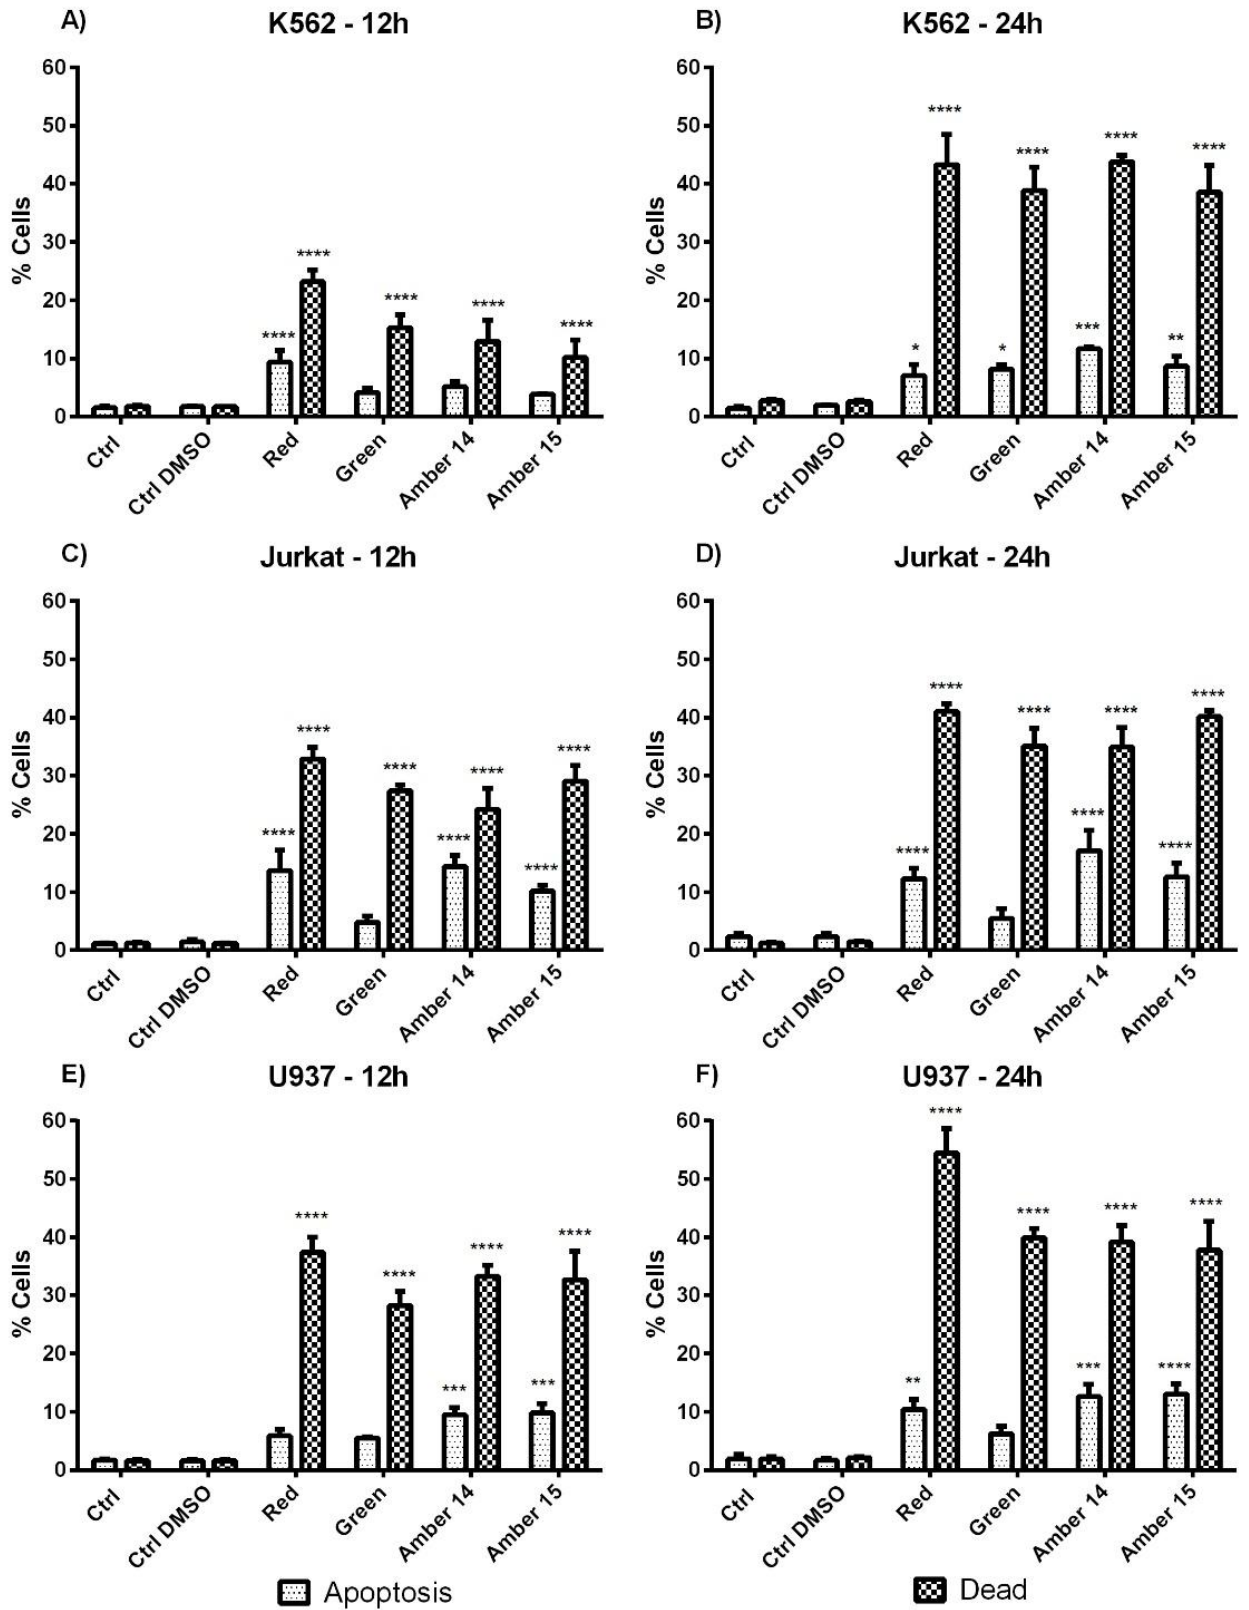 A) K562 - 12h
% Cells
60
50
40
30
20
10
0
**** **** **** **** **** ****
Ctrl Ctrl DMSO Red Green Amber 14 Amber 15
B) K562 - 24h
% Cells
60
50
40
30
20
10
0
* **** * **** *** **** ** ****
Ctrl Ctrl DMSO Red Green Amber 14 Amber 15
C) Jurkat - 12h
% Cells
60
50
40
30
20
10
0
**** **** **** **** **** **** ****
Ctrl Ctrl DMSO Red Green Amber 14 Amber 15
D) Jurkat - 24h
% Cells
60
50
40
30
20
10
0
**** **** **** **** **** **** ****
Ctrl Ctrl DMSO Red Green Amber 14 Amber 15
E) U937 - 12h
% Cells
60
50
40
30
20
10
0
**** **** *** **** *** ****
Ctrl Ctrl DMSO Red Green Amber 14 Amber 15
F) U937 - 24h
% Cells
60
50
40
30
20
10
0
** **** **** *** **** **** ****
Ctrl Ctrl DMSO Red Green Amber 14 Amber 15
Apoptosis Dead